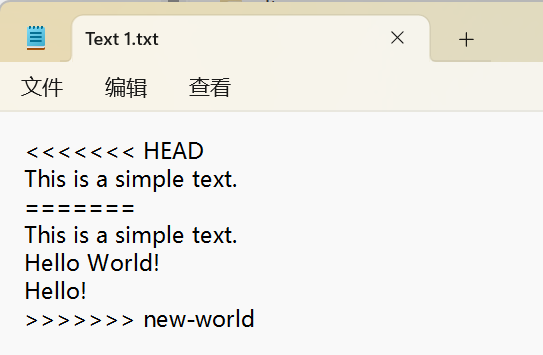 Text 1.txt
文件 编辑 查看
<<<<<<< HEAD
This is a simple text.
=======
This is a simple text.
Hello World!
Hello!
>>>>>>> new-world